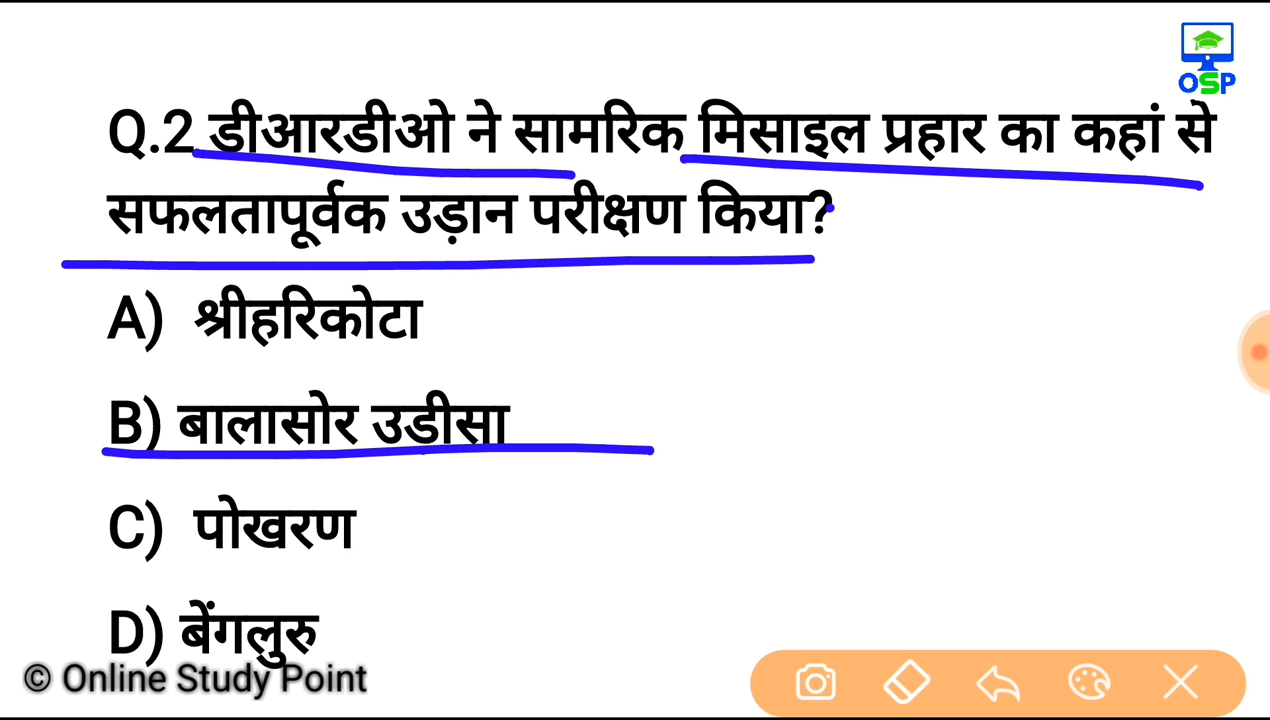 OSP
Q.2 डीआरडीओ ने सामरिक मिसाइल प्रहार का कहां से
सफलतापूर्वक उड़ान परीक्षण किया?
A) श्रीहरिकोटा
B) बालासोर उडीसा
C) पोखरण
D) बेंगलुरु
© Online Study Point